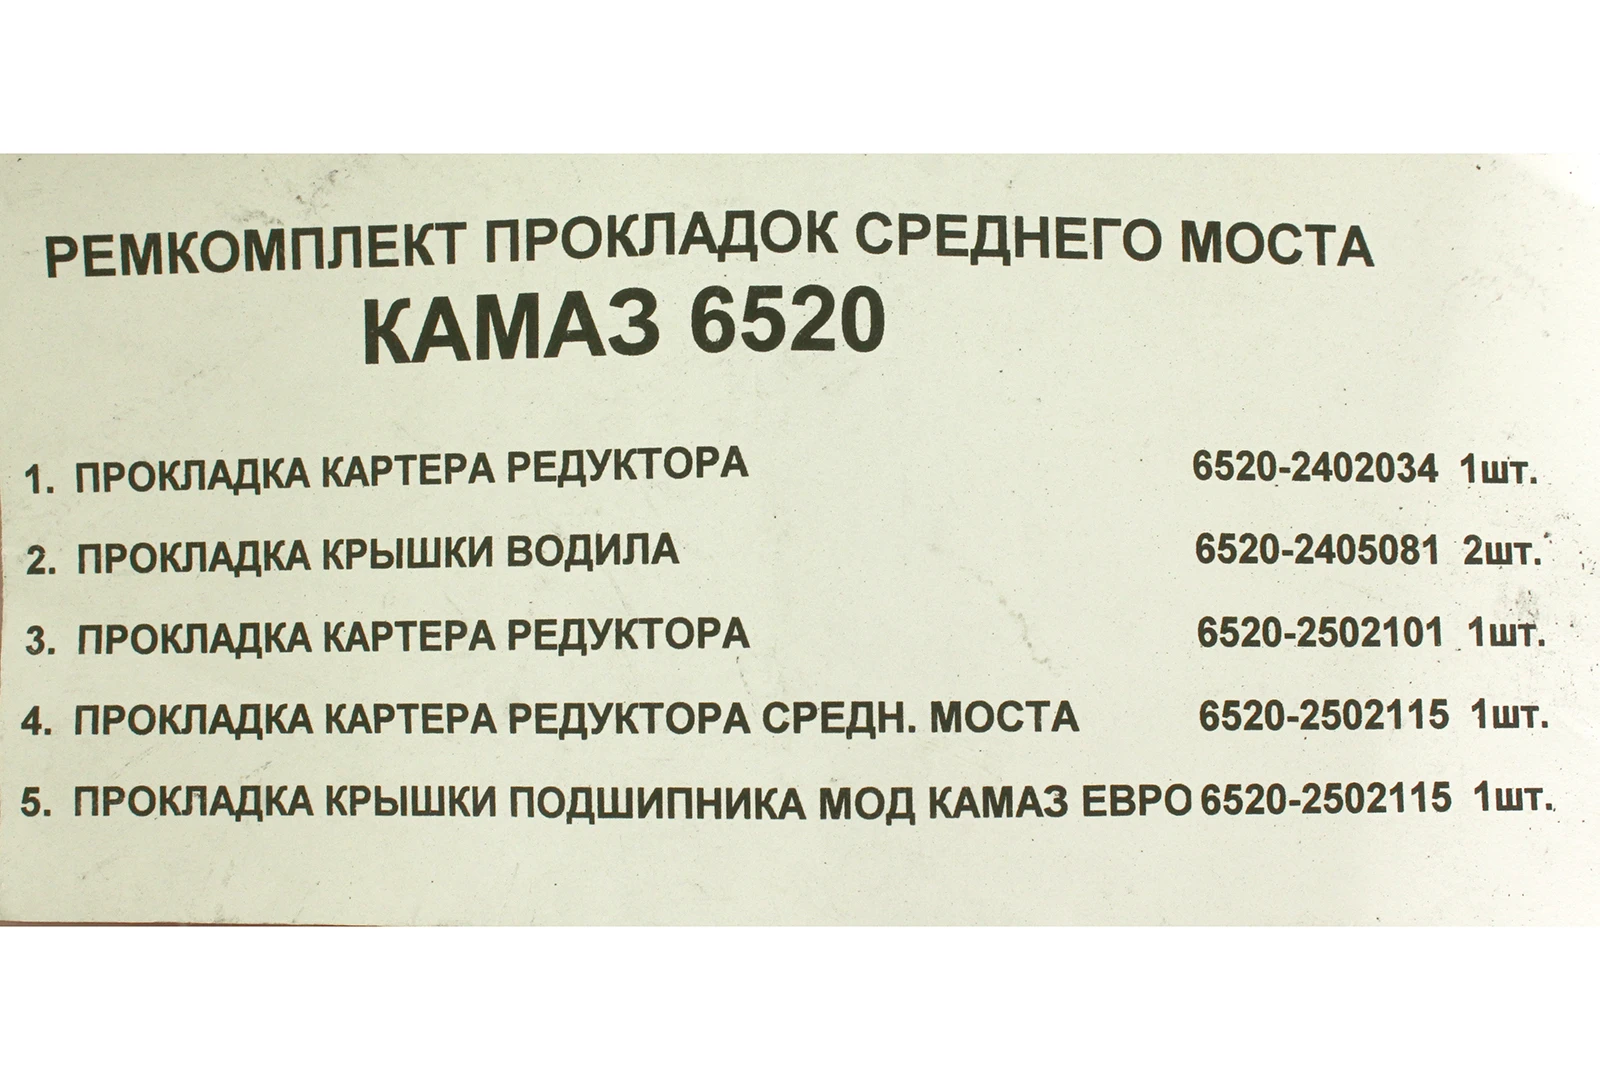 РЕМКОМПЛЕКТ ПРОКЛАДОК СРЕДНЕГО МОСТА
КАМАЗ 6520
1. ПРОКЛАДКА КАРТЕРА РЕДУКТОРА 6520-2402034 1шт.
2. ПРОКЛАДКА КРЫШКИ ВОДИЛА 6520-2405081 2шт.
3. ПРОКЛАДКА КАРТЕРА РЕДУКТОРА 6520-2502101 1шт.
4. ПРОКЛАДКА КАРТЕРА РЕДУКТОРА СРЕДН. МОСТА 6520-2502115 1шт.
5. ПРОКЛАДКА КРЫШКИ ПОДШИПНИКА МОД КАМАЗ ЕВРО 6520-2502115 1шт.